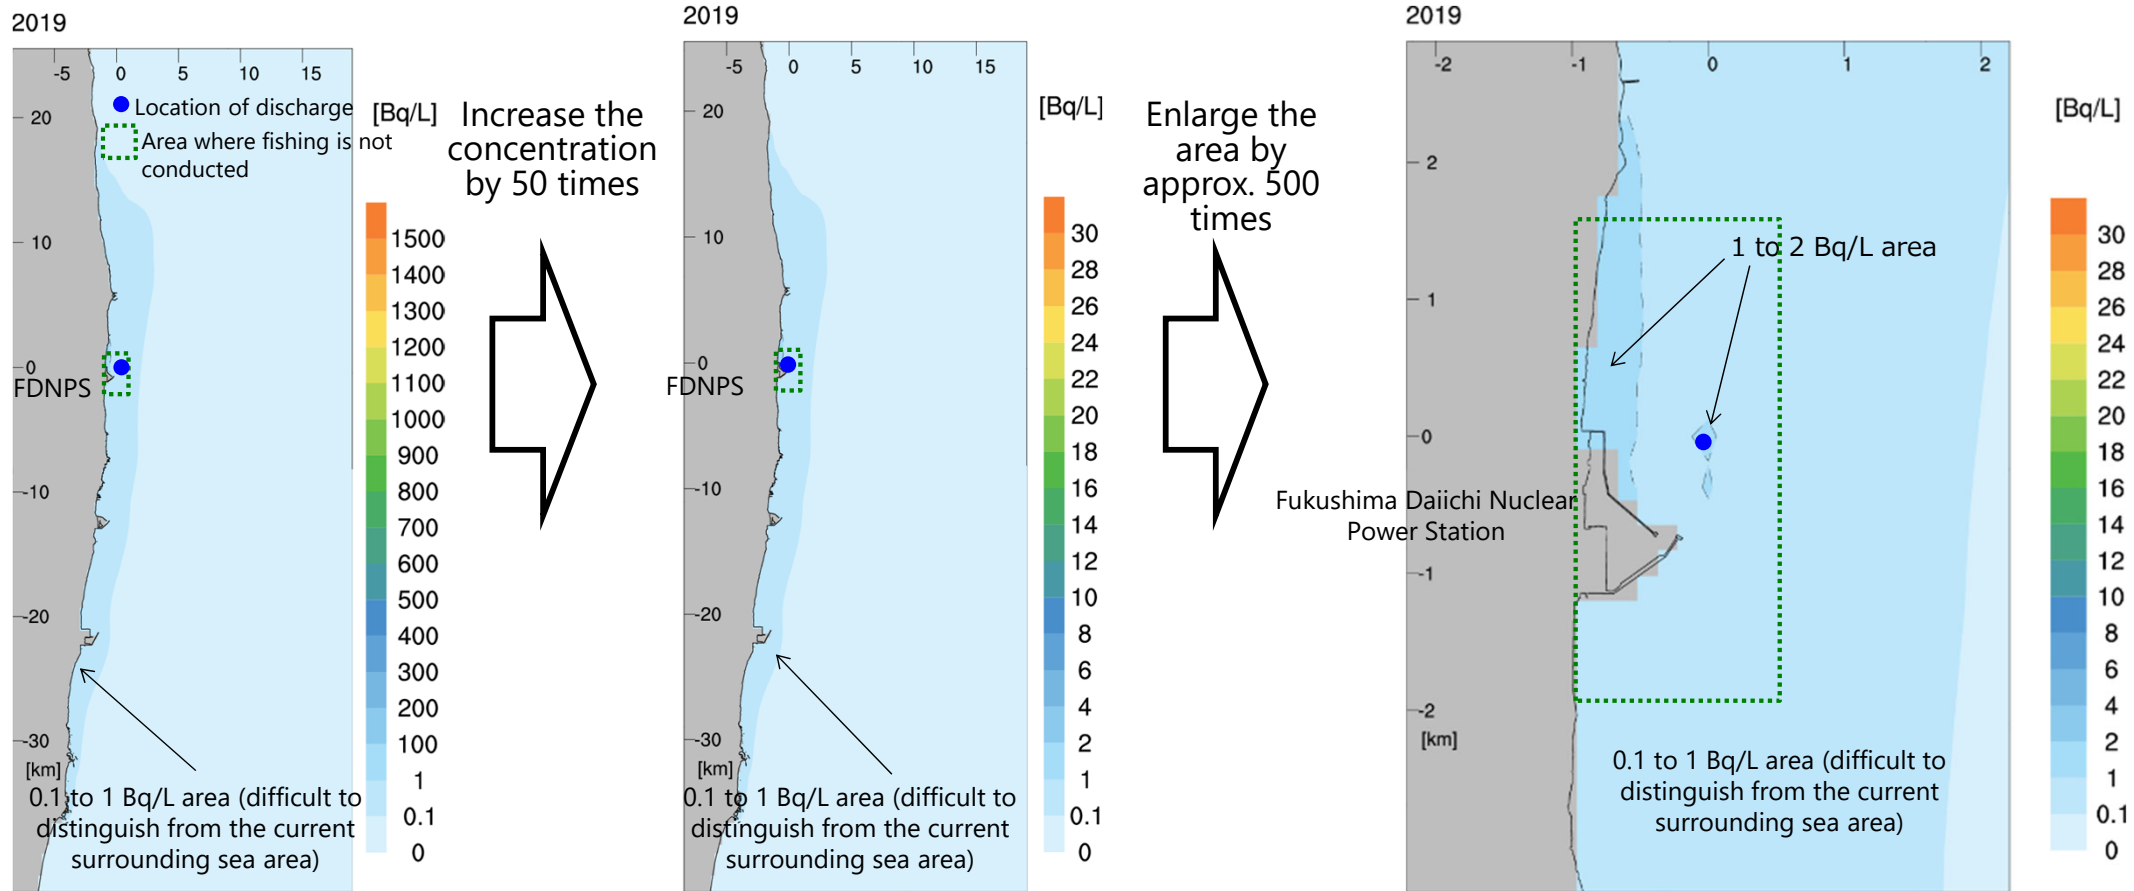 2019
-5 0 5 10 15
Location of discharge
Area where fishing is not
conducted
20
10
0
FDNPS
-10
-20
-30
[km]
0.1 to 1 Bq/L area (difficult to
distinguish from the current
surrounding sea area)
[Bq/L]
1500
1400
1300
1200
1100
1000
900
800
700
600
500
400
300
200
100
1
0.1
0
Increase the
concentration
by 50 times
2019
-5 0 5 10 15
20
10
0
FDNPS
-10
-20
-30
[km]
0.1 to 1 Bq/L area (difficult to
distinguish from the current
surrounding sea area)
[Bq/L]
30
28
26
24
22
20
18
16
14
12
10
8
6
4
2
1
0.1
0
Enlarge the
area by
approx. 500
times
2019
-2 -1 0 1 2
2
1
0
-1
-2
[km]
1 to 2 Bq/L area
Fukushima Daiichi Nuclear
Power Station
0.1 to 1 Bq/L area (difficult to
distinguish from the current
surrounding sea area)
[Bq/L]
30
28
26
24
22
20
18
16
14
12
10
8
6
4
2
1
0.1
0